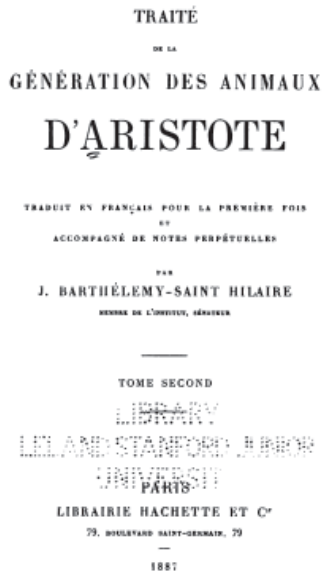 TRAITÉ
DE LA
GÉNÉRATION DES ANIMAUX
D'ARISTOTE
TRADUIT EN FRANÇAIS POUR LA PREMIÈRE FOIS
ET
ACCOMPAGNÉ DE NOTES PERPÉTUELLES
PAR
J. BARTHÉLEMY-SAINT HILAIRE
MEMBRE DE L'INSTITUT, SÉNATEUR
TOME SECOND
LIBRARY
LELAND STANFORD JUNIOR
UNIVERSIT
PARIS
LIBRAIRIE HACHETTE ET Cie
79, BOULEVARD SAINT-GERMAIN, 79
1887